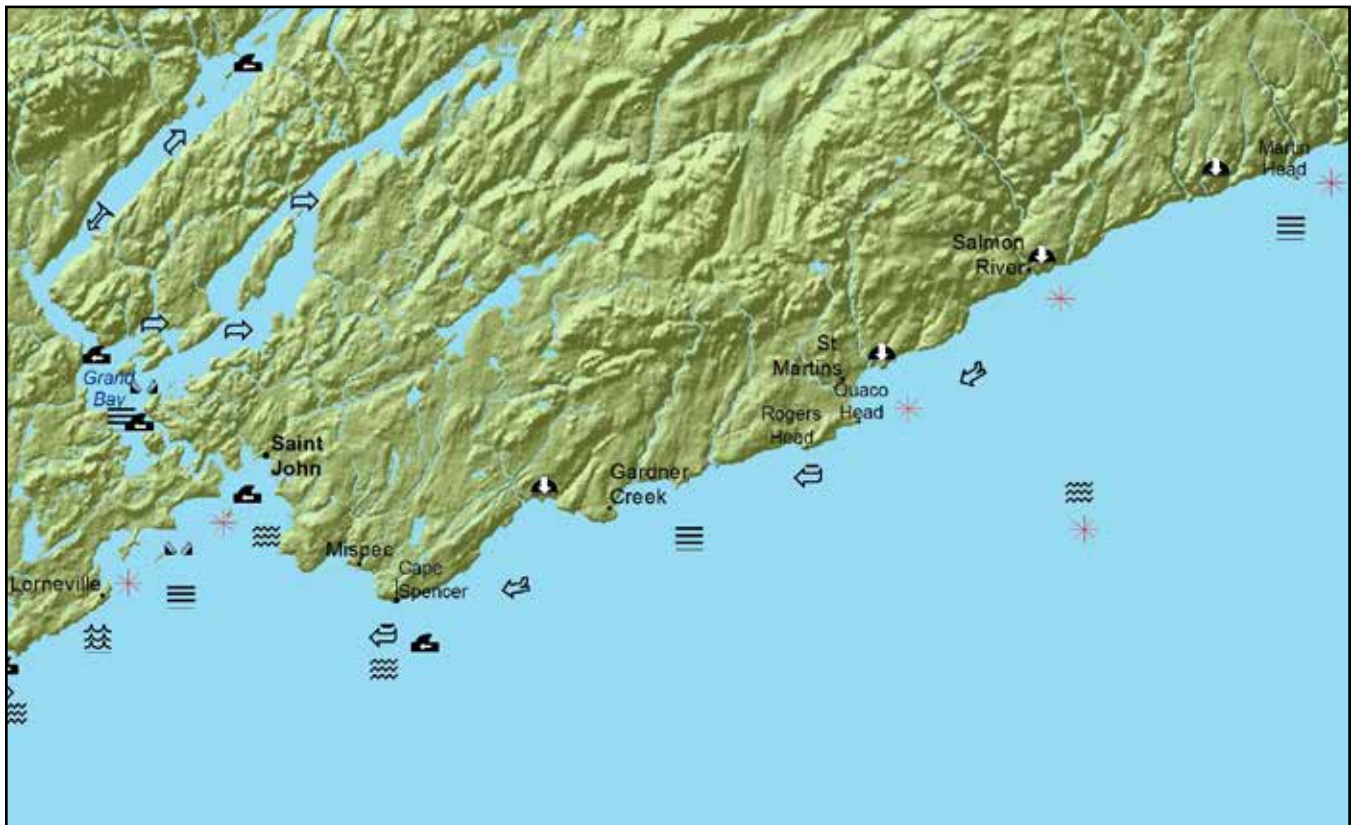 Martin
Head
Salmon
River
St
Martins
Quaco
Head
Rogers
Head
Grand
Bay
Saint
John
Gardner
Creek
Mispec
Cape
Spencer
Lorneville